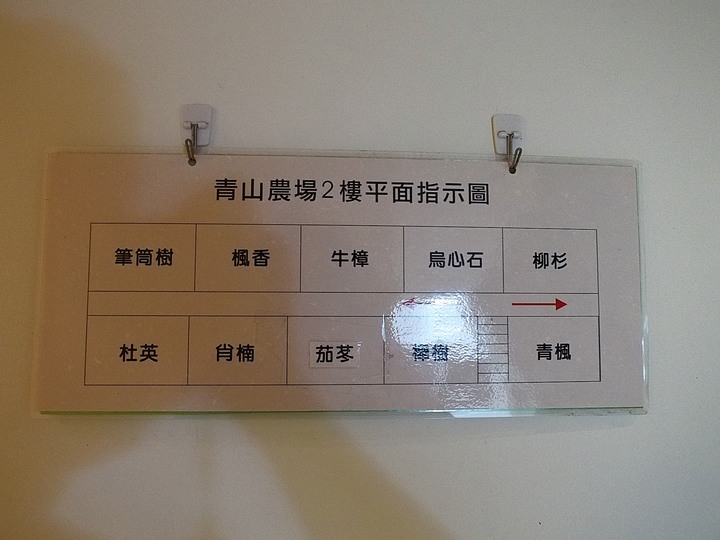 青山農場2樓平面指示圖
筆筒樹 楓香 牛樟 烏心石 柳杉
杜英 肖楠 茄苳 櫸樹 青楓